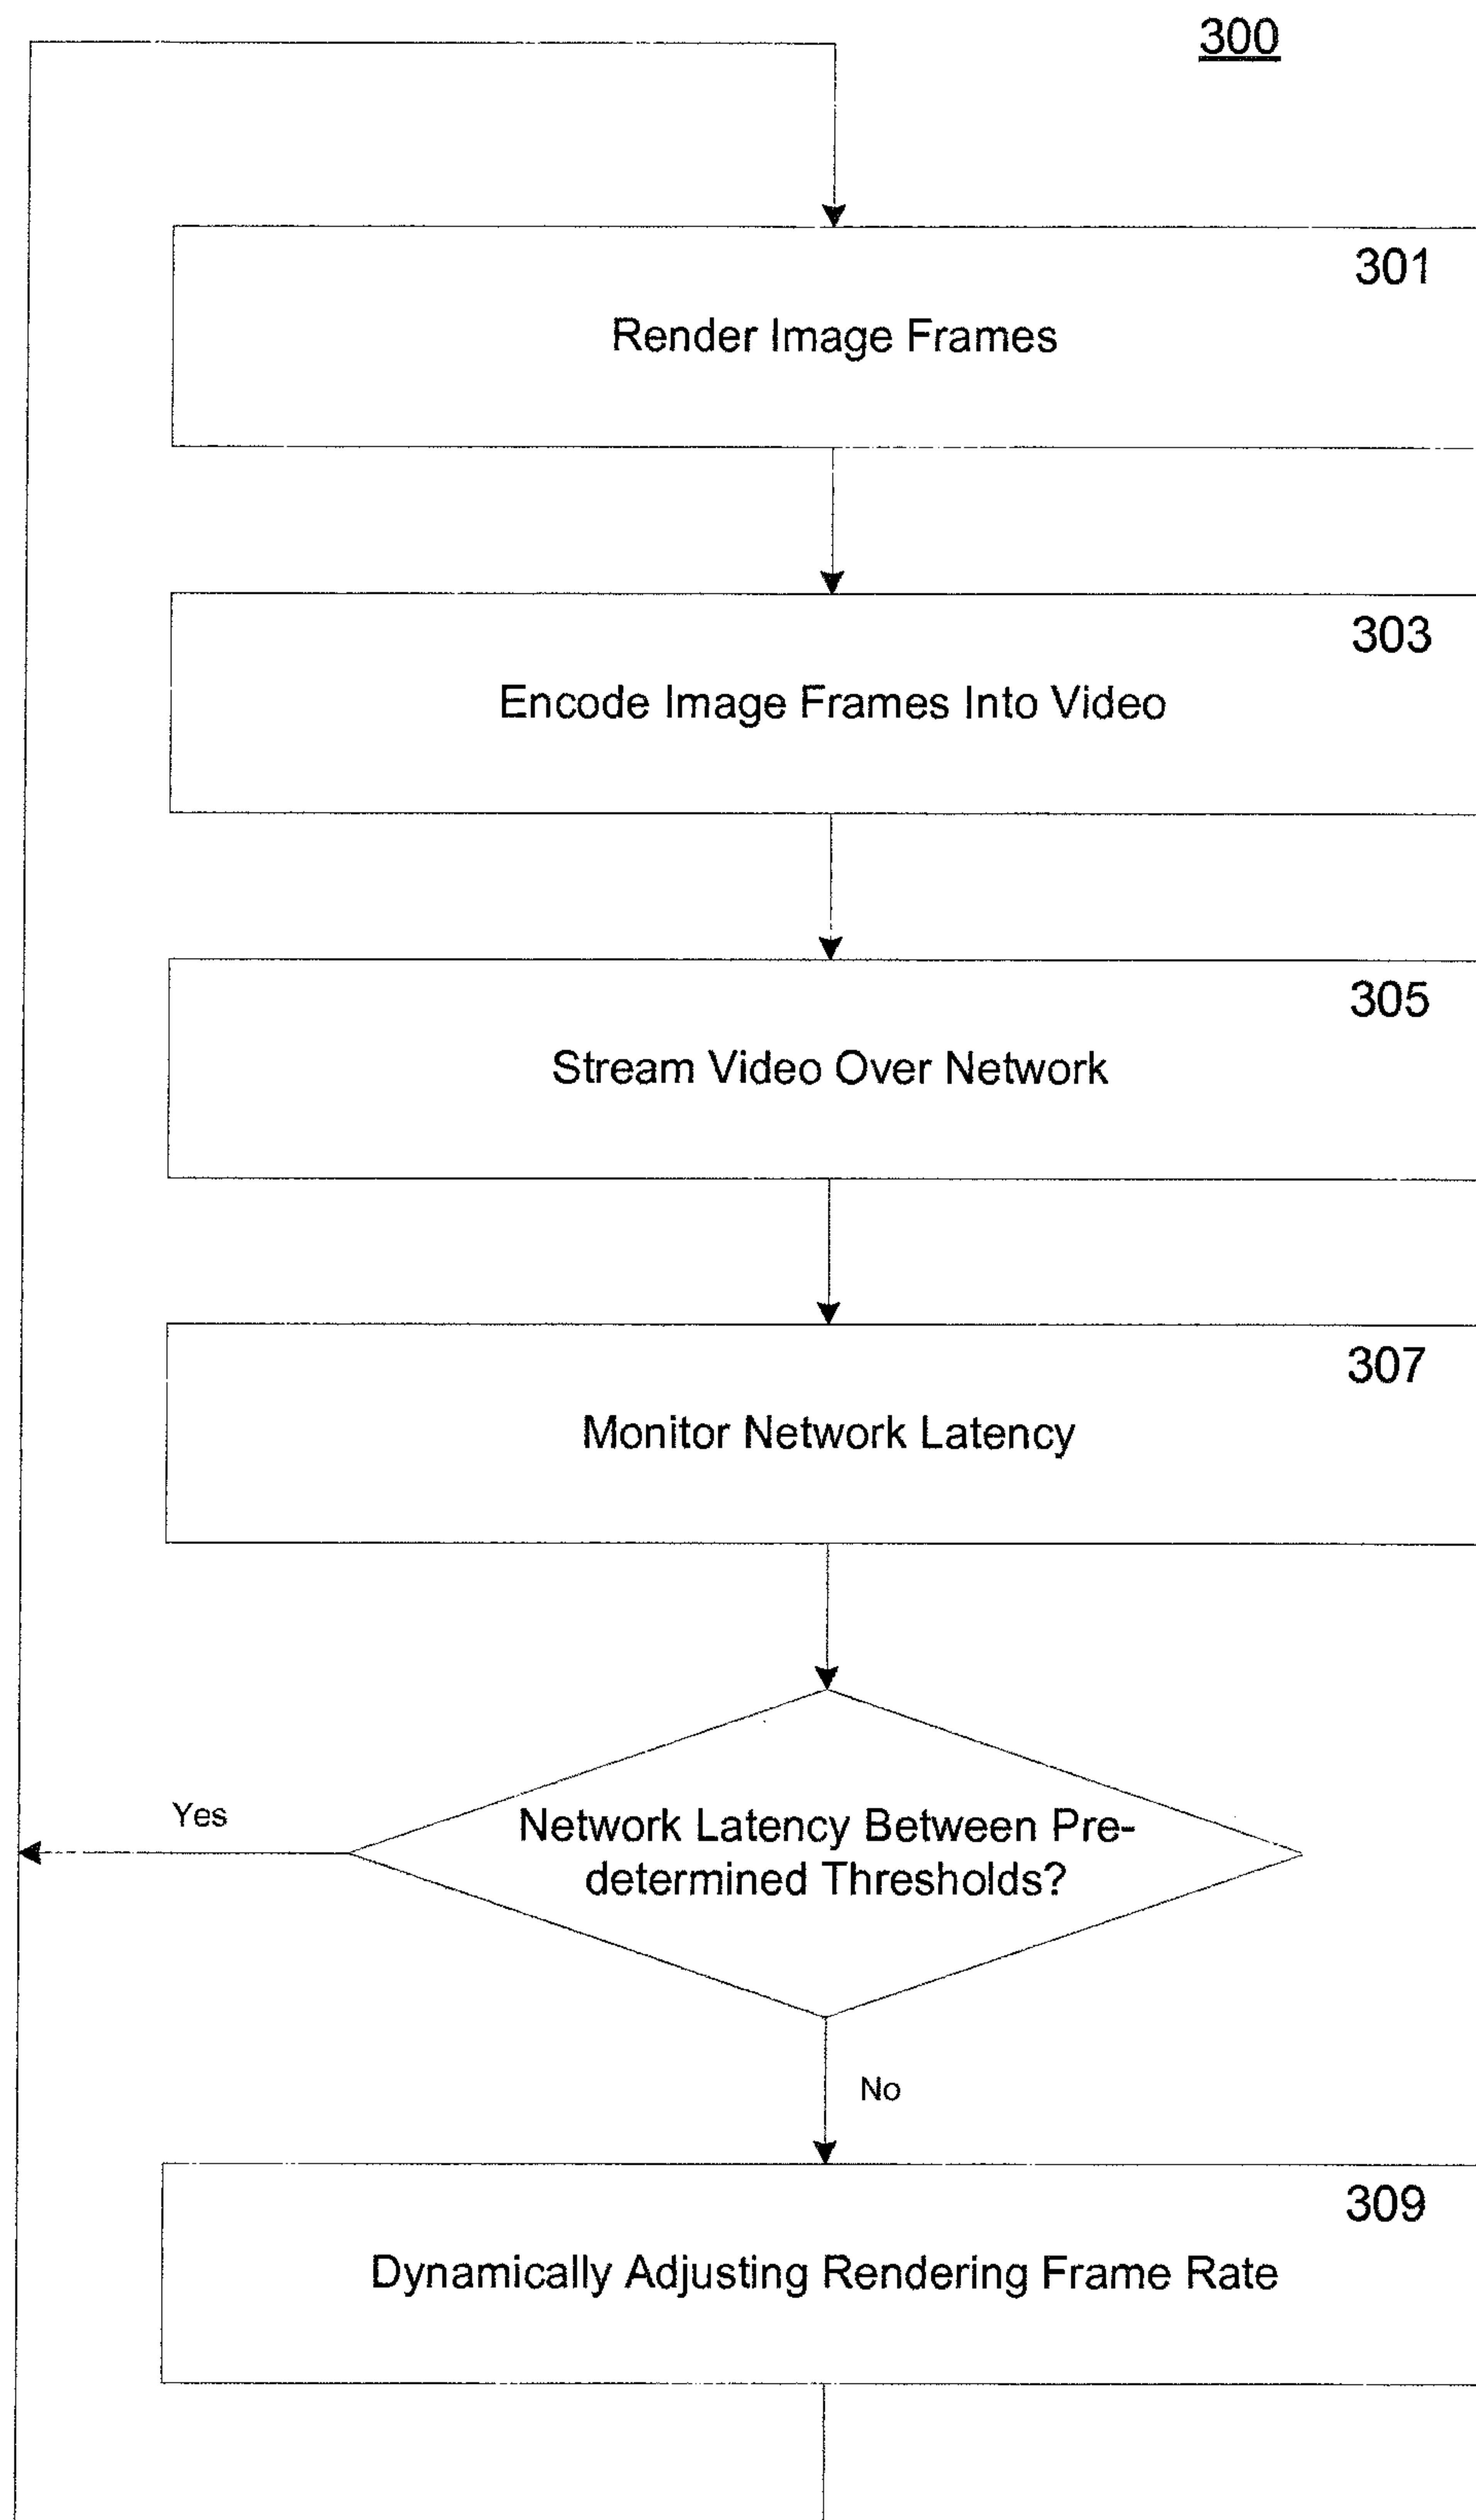 300
301
Render Image Frames
303
Encode Image Frames Into Video
305
Stream Video Over Network
307
Monitor Network Latency
Yes
Network Latency Between Pre-
determined Thresholds?
No
309
Dynamically Adjusting Rendering Frame Rate